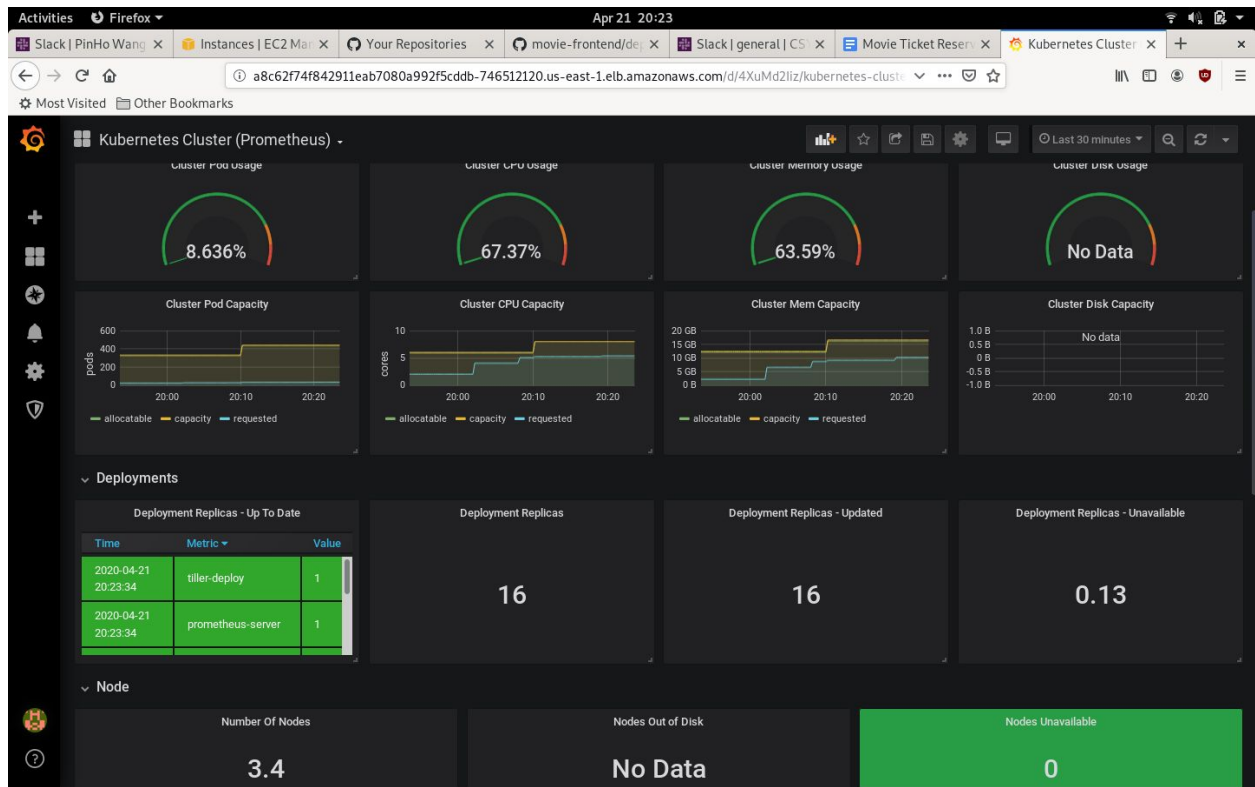 Activities Firefox Apr 21 20:23
Slack | PinHo Wang Instances | EC2 Man Your Repositories movie-frontend/dep Slack | general | CS Movie Ticket Reserv Kubernetes Cluster
a8c62f74f842911eab7080a992f5cddb-746512120.us-east-1.elb.amazonaws.com/d/4XuMd2Iiz/kubernetes-cluste
Most Visited Other Bookmarks
Kubernetes Cluster (Prometheus) Last 30 minutes
Cluster Pod Usage Cluster CPU Usage Cluster Memory Usage Cluster Disk Usage
8.636% 67.37% 63.59% No Data
Cluster Pod Capacity
600
400
200
0
pods
20:00 20:10 20:20
allocatable capacity requested
Cluster CPU Capacity
10
5
0
cores
20:00 20:10 20:20
allocatable capacity requested
Cluster Mem Capacity
20 GB
15 GB
10 GB
5 GB
0 B
20:00 20:10 20:20
allocatable capacity requested
Cluster Disk Capacity
No data
1.0 B
0.5 B
0 B
-0.5 B
-1.0 B
20:00 20:10 20:20
Deployments
Deployment Replicas - Up To Date
Time Metric Value
2020-04-21
20:23:34 tiller-deploy 1
2020-04-21
20:23:34 prometheus-server 1
Deployment Replicas
16
Deployment Replicas - Updated
16
Deployment Replicas - Unavailable
0.13
Node
Number Of Nodes
3.4
Nodes Out of Disk
No Data
Nodes Unavailable
0